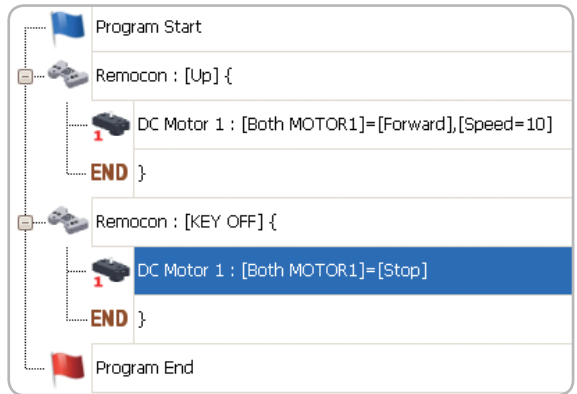 Program Start
Remocon : [Up] {
1 DC Motor 1 : [Both MOTOR1]=[Forward],[Speed=10]
END }
Remocon : [KEY OFF] {
1 DC Motor 1 : [Both MOTOR1]=[Stop]
END }
Program End